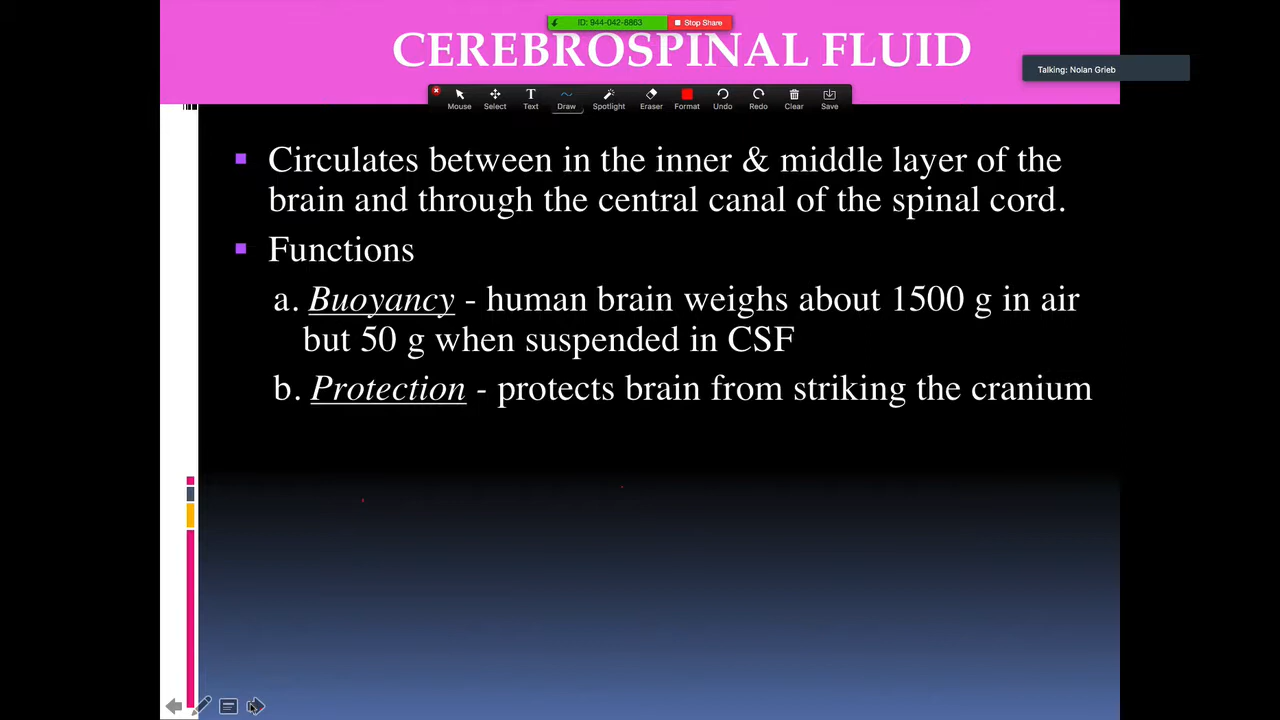 ID: 944-042-8863 Stop Share
CEREBROSPINAL FLUID
Talking: Nolan Grieb
Mouse Select Text Draw Spotlight Eraser Format Undo Redo Clear Save
▪ Circulates between in the inner & middle layer of the
brain and through the central canal of the spinal cord.
▪ Functions
a. Buoyancy - human brain weighs about 1500 g in air
but 50 g when suspended in CSF
b. Protection - protects brain from striking the cranium